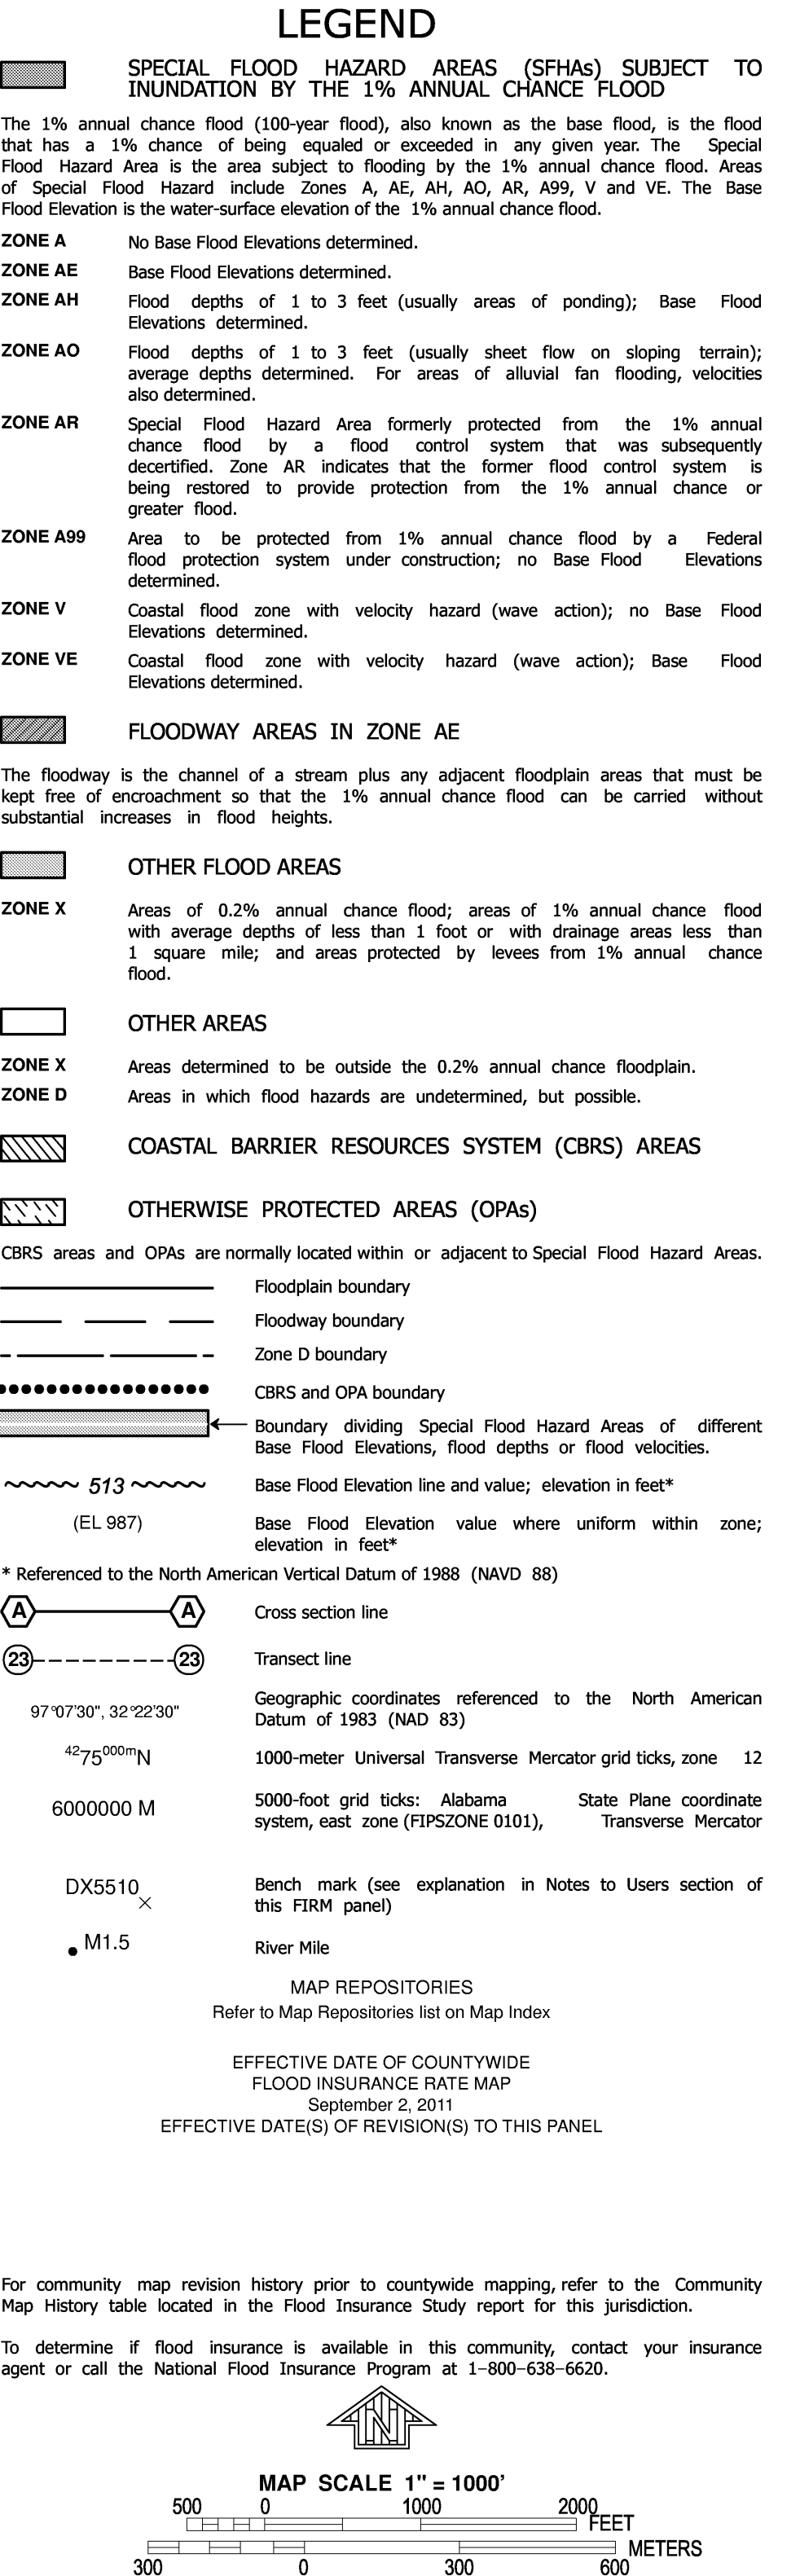 LEGEND
SPECIAL FLOOD HAZARD AREAS (SFHAs) SUBJECT TO
INUNDATION BY THE 1% ANNUAL CHANCE FLOOD
The 1% annual chance flood (100-year flood), also known as the base flood, is the flood
that has a 1% chance of being equaled or exceeded in any given year. The Special
Flood Hazard Area is the area subject to flooding by the 1% annual chance flood. Areas
of Special Flood Hazard include Zones A, AE, AH, AO, AR, A99, V and VE. The Base
Flood Elevation is the water-surface elevation of the 1% annual chance flood.
ZONE A No Base Flood Elevations determined.
ZONE AE Base Flood Elevations determined.
ZONE AH Flood depths of 1 to 3 feet (usually areas of ponding); Base Flood
Elevations determined.
ZONE AO Flood depths of 1 to 3 feet (usually sheet flow on sloping terrain);
average depths determined. For areas of alluvial fan flooding, velocities
also determined.
ZONE AR Special Flood Hazard Area formerly protected from the 1% annual
chance flood by a flood control system that was subsequently
decertified. Zone AR indicates that the former flood control system is
being restored to provide protection from the 1% annual chance or
greater flood.
ZONE A99 Area to be protected from 1% annual chance flood by a Federal
flood protection system under construction; no Base Flood Elevations
determined.
ZONE V Coastal flood zone with velocity hazard (wave action); no Base Flood
Elevations determined.
ZONE VE Coastal flood zone with velocity hazard (wave action); Base Flood
Elevations determined.
FLOODWAY AREAS IN ZONE AE
The floodway is the channel of a stream plus any adjacent floodplain areas that must be
kept free of encroachment so that the 1% annual chance flood can be carried without
substantial increases in flood heights.
OTHER FLOOD AREAS
ZONE X Areas of 0.2% annual chance flood; areas of 1% annual chance flood
with average depths of less than 1 foot or with drainage areas less than
1 square mile; and areas protected by levees from 1% annual chance
flood.
OTHER AREAS
ZONE X Areas determined to be outside the 0.2% annual chance floodplain.
ZONE D Areas in which flood hazards are undetermined, but possible.
COASTAL BARRIER RESOURCES SYSTEM (CBRS) AREAS
OTHERWISE PROTECTED AREAS (OPAs)
CBRS areas and OPAs are normally located within or adjacent to Special Flood Hazard Areas.
Floodplain boundary
Floodway boundary
Zone D boundary
CBRS and OPA boundary
Boundary dividing Special Flood Hazard Areas of different
Base Flood Elevations, flood depths or flood velocities.
513 Base Flood Elevation line and value; elevation in feet*
(EL 987) Base Flood Elevation value where uniform within zone;
elevation in feet*
* Referenced to the North American Vertical Datum of 1988 (NAVD 88)
A A Cross section line
23 23 Transect line
97°07'30", 32°22'30" Geographic coordinates referenced to the North American
Datum of 1983 (NAD 83)
4275000mN 1000-meter Universal Transverse Mercator grid ticks, zone 12
6000000 M 5000-foot grid ticks: Alabama State Plane coordinate
system, east zone (FIPSZONE 0101), Transverse Mercator
DX5510 Bench mark (see explanation in Notes to Users section of
this FIRM panel)
M1.5 River Mile
MAP REPOSITORIES
Refer to Map Repositories list on Map Index
EFFECTIVE DATE OF COUNTYWIDE
FLOOD INSURANCE RATE MAP
September 2, 2011
EFFECTIVE DATE(S) OF REVISION(S) TO THIS PANEL
For community map revision history prior to countywide mapping, refer to the Community
Map History table located in the Flood Insurance Study report for this jurisdiction.
To determine if flood insurance is available in this community, contact your insurance
agent or call the National Flood Insurance Program at 1-800-638-6620.
N
MAP SCALE 1" = 1000'
500 0 1000 2000
FEET
METERS
300 0 300 600